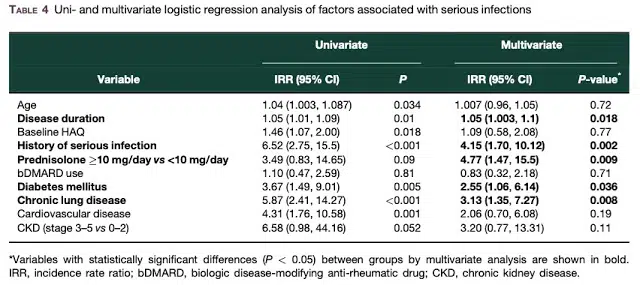 TABLE 4 Uni- and multivariate logistic regression analysis of factors associated with serious infections
Univariate Multivariate
Variable IRR (95% CI) P IRR (95% CI) P-value*
Age 1.04 (1.003, 1.087) 0.034 1.007 (0.96, 1.05) 0.72
Disease duration 1.05 (1.01, 1.09) 0.01 1.05 (1.003, 1.1) 0.018
Baseline HAQ 1.46 (1.07, 2.00) 0.018 1.09 (0.58, 2.08) 0.77
History of serious infection 6.52 (2.75, 15.5) <0.001 4.15 (1.70, 10.12) 0.002
Prednisolone ≥10 mg/day vs <10 mg/day 3.49 (0.83, 14.65) 0.09 4.77 (1.47, 15.5) 0.009
bDMARD use 1.10 (0.47, 2.59) 0.81 0.83 (0.32, 2.18) 0.71
Diabetes mellitus 3.67 (1.49, 9.01) 0.005 2.55 (1.06, 6.14) 0.036
Chronic lung disease 5.87 (2.41, 14.27) <0.001 3.13 (1.35, 7.27) 0.008
Cardiovascular disease 4.31 (1.76, 10.58) 0.001 2.06 (0.70, 6.08) 0.19
CKD (stage 3–5 vs 0–2) 6.58 (0.98, 44.16) 0.052 3.20 (0.77, 13.31) 0.11
*Variables with statistically significant differences (P < 0.05) between groups by multivariate analysis are shown in bold.
IRR, incidence rate ratio; bDMARD, biologic disease-modifying anti-rheumatic drug; CKD, chronic kidney disease.